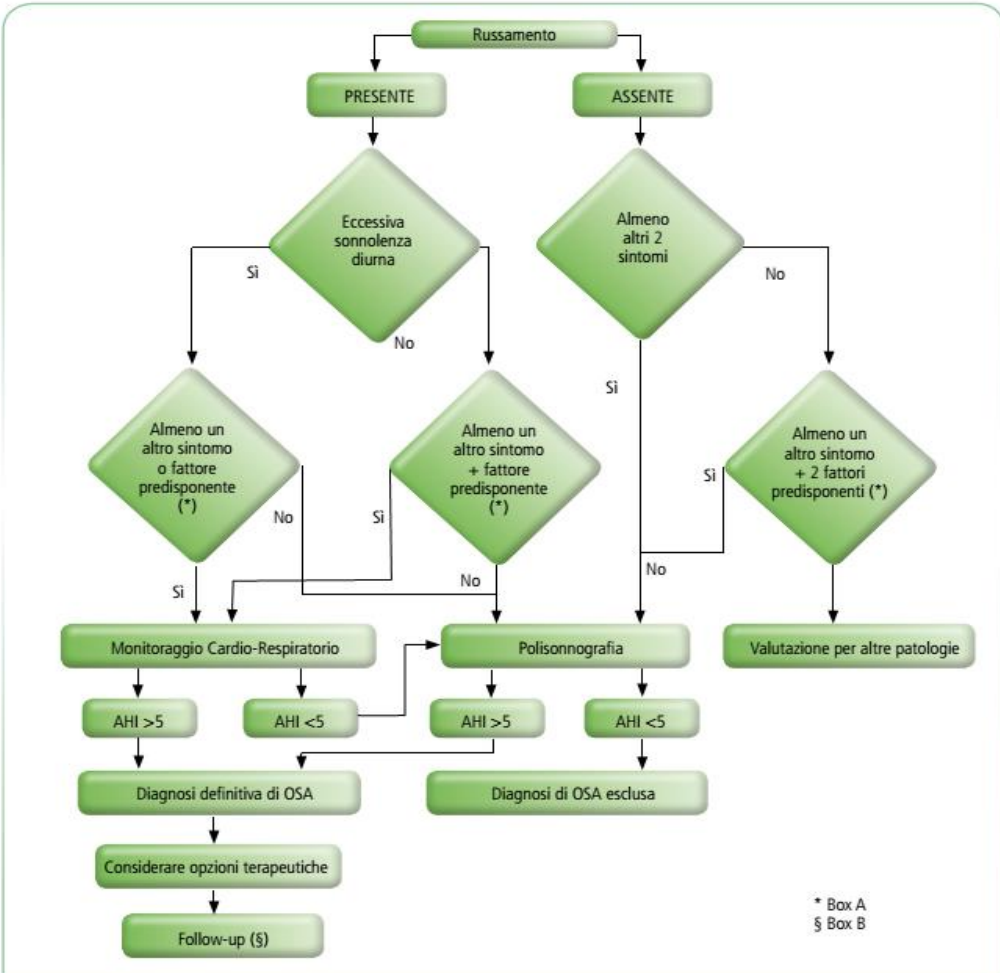 Russamento
PRESENTE
ASSENTE
Eccessiva
sonnolenza
diurna
Almeno
altri 2
sintomi
Sì
No
Sì
No
Almeno un
altro sintomo
o fattore
predisponente
(*)
Almeno un
altro sintomo
+ fattore
predisponente
(*)
Almeno un
altro sintomo
+ 2 fattori
predisponenti (*)
No
Sì
Sì
Sì
No
No
Monitoraggio Cardio-Respiratorio
Polisonnografia
Valutazione per altre patologie
AHI >5
AHI <5
AHI >5
AHI <5
Diagnosi definitiva di OSA
Diagnosi di OSA esclusa
Considerare opzioni terapeutiche
Follow-up (§)
* Box A
§ Box B